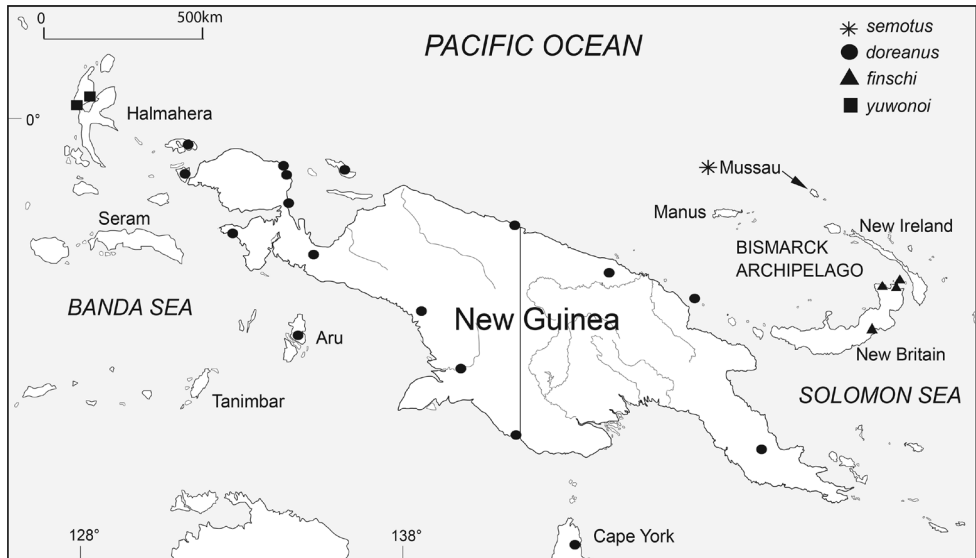 0
500km
PACIFIC OCEAN
semotus
doreanus
finschi
yuwonoi
Halmahera
0°
Mussau
Manus
New Ireland
Seram
BISMARCK
ARCHIPELAGO
BANDA SEA
New Guinea
Aru
New Britain
Tanimbar
SOLOMON SEA
128°
138°
Cape York